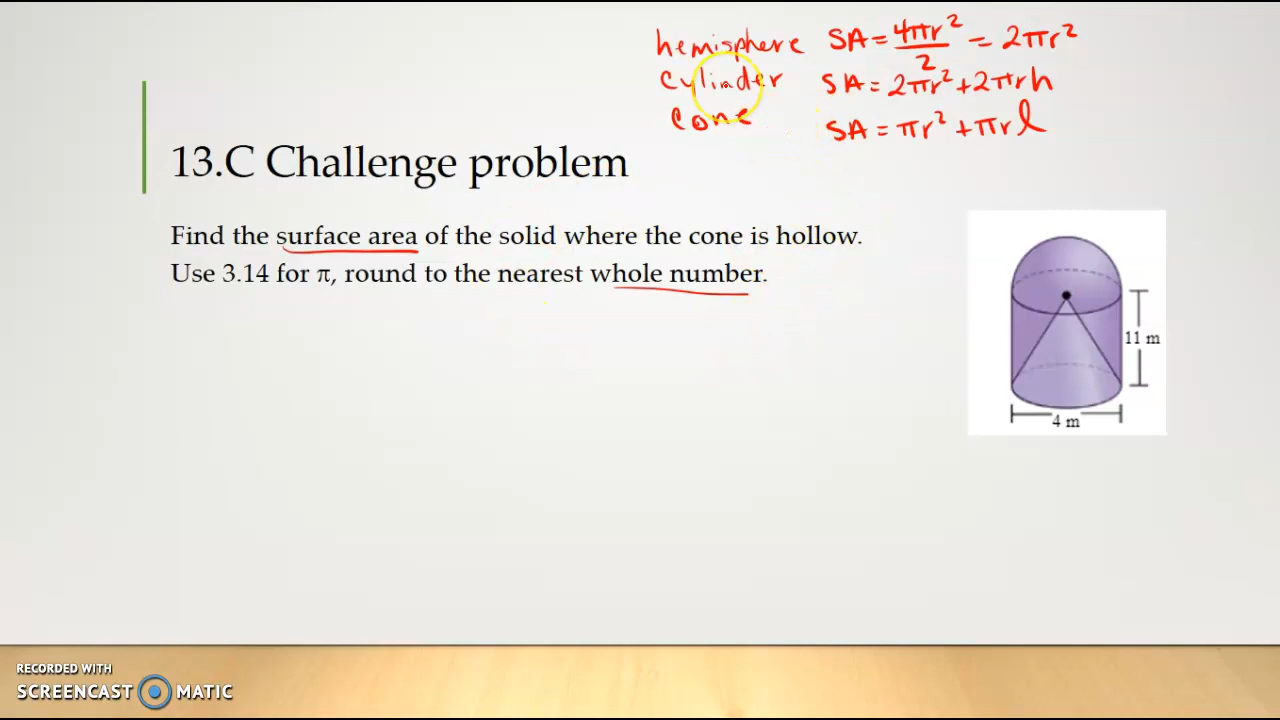 hemisphere SA = 4πr²/2 = 2πr²
cylinder SA = 2πr² + 2πrh
cone SA = πr² + πrl
13.C Challenge problem
Find the surface area of the solid where the cone is hollow.
Use 3.14 for π, round to the nearest whole number.
11 m
4 m
RECORDED WITH
SCREENCAST MATIC